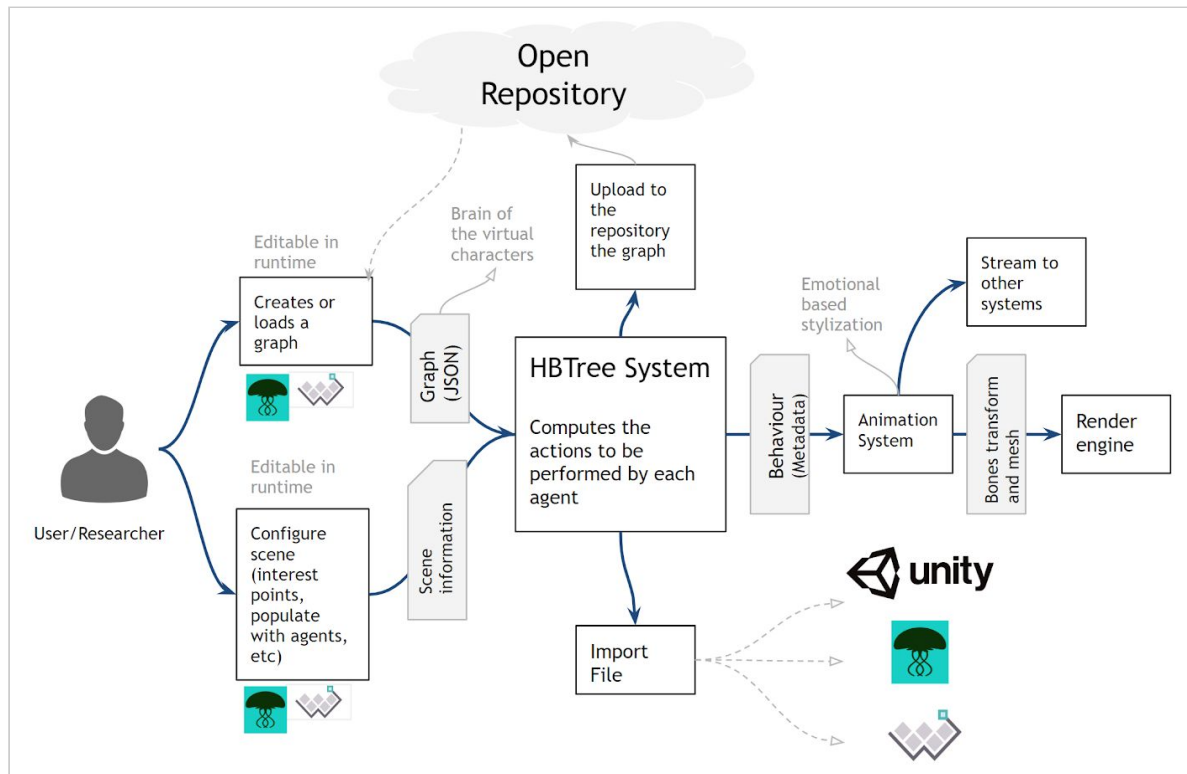 Open
Repository
Upload to
the
repository
the graph
Brain of
the virtual
characters
Editable in
runtime
Creates or
loads a
graph
Graph
(JSON)
Emotional
based
stylization
Stream to
other
systems
HBTree System
Computes the
actions to be
performed by each
agent
Behaviour
(Metadata)
Animation
System
Bones transform
and mesh
Render
engine
User/Researcher
Editable in
runtime
Configure
scene
(interest
points,
populate
with agents,
etc)
Scene
information
Import
File
unity